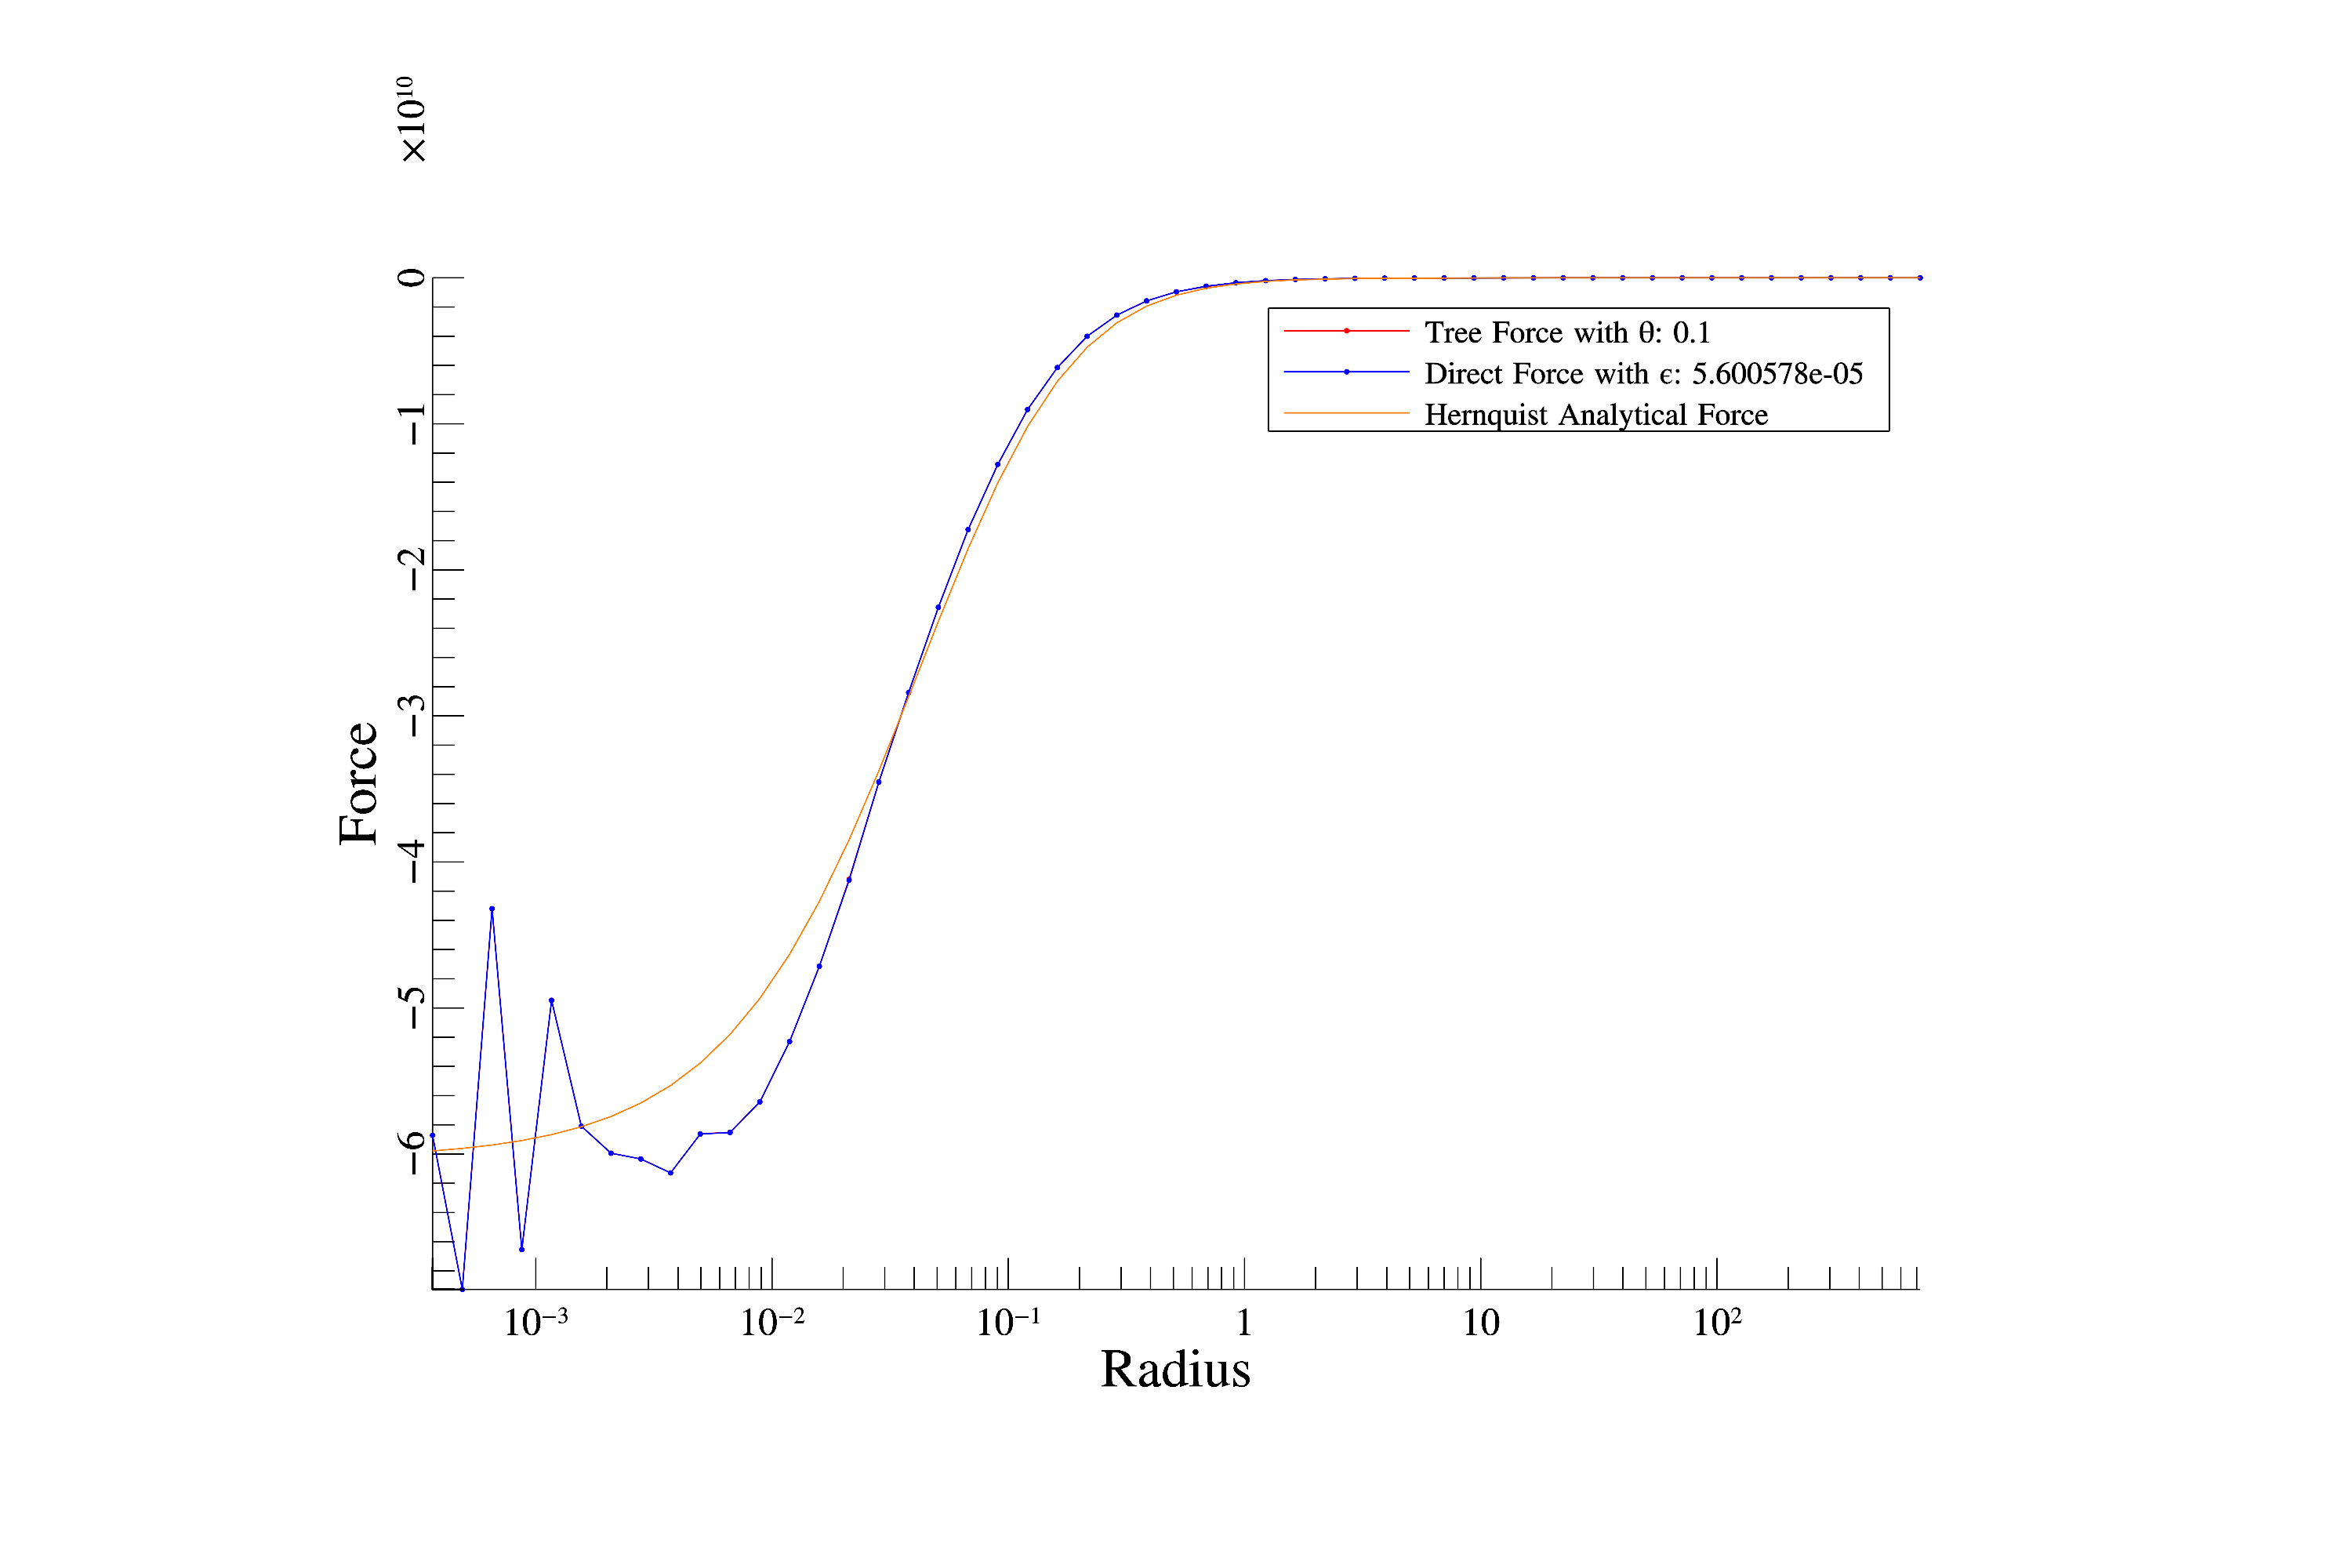 ×10¹⁰
0
−1
−2
−3
−4
−5
−6
Force
Tree Force with θ: 0.1
Direct Force with ϵ: 5.600578e-05
Hernquist Analytical Force
10⁻³ 10⁻² 10⁻¹ 1 10 10²
Radius